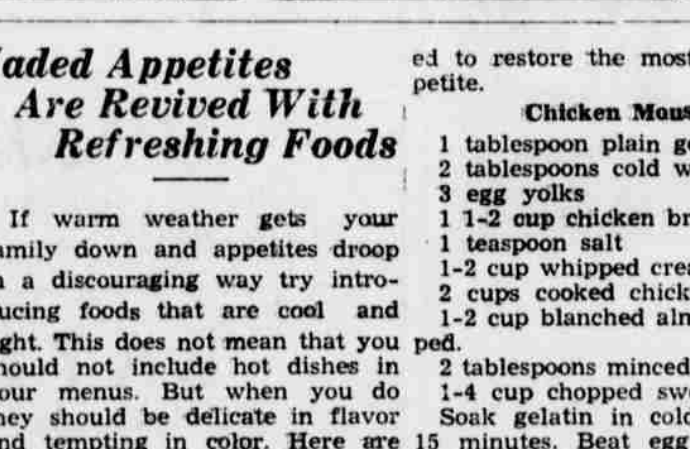 aded Appetites
Are Revived With
Refreshing Foods
If warm weather gets your
amily down and appetites droop
a discouraging way try intro-
ucing foods that are cool and
ght. This does not mean that you
hould not include hot dishes in
our menus. But when you do
hey should be delicate in flavor
nd tempting in color. Here are
ed to restore the most
petite.
Chicken Mous
1 tablespoon plain ge
2 tablespoons cold w
3 egg yolks
1 1-2 cup chicken br
1 teaspoon salt
1-2 cup whipped crea
2 cups cooked chick
1-2 cup blanched alm
ped.
2 tablespoons minced
1-4 cup chopped swe
Soak gelatin in cold
15 minutes. Beat egg